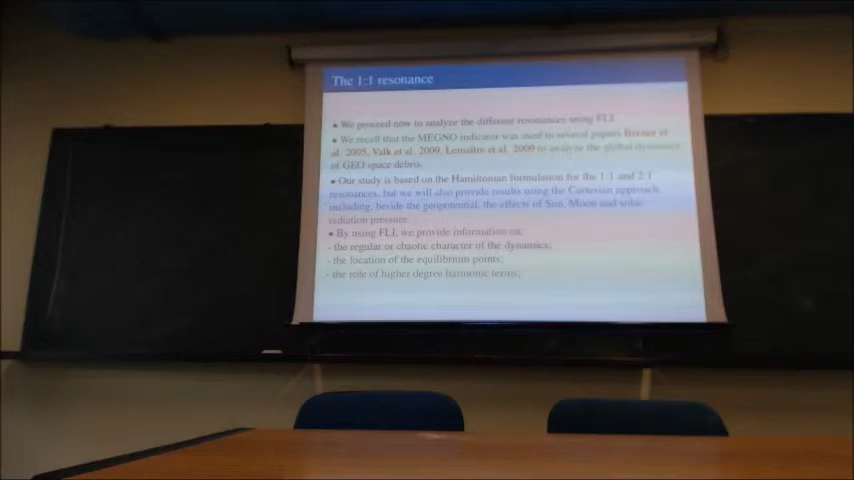 The 1:1 resonance
• We proceed now to analyze the different resonances using FLI.
• We recall that the MEGNO indicator was used in several papers Breiter et
al. 2005, Valk et al. 2009, Lemaître et al. 2009 to analyze the global dynamics
of GEO space debris.
• Our study is based on the Hamiltonian formulation for the 1:1 and 2:1
resonances, but we will also provide results using the Cartesian approach,
including, beside the geopotential, the effects of Sun, Moon and solar
radiation pressure.
• By using FLI, we provide information on:
- the regular or chaotic character of the dynamics;
- the location of the equilibrium points;
- the role of higher degree harmonic terms;